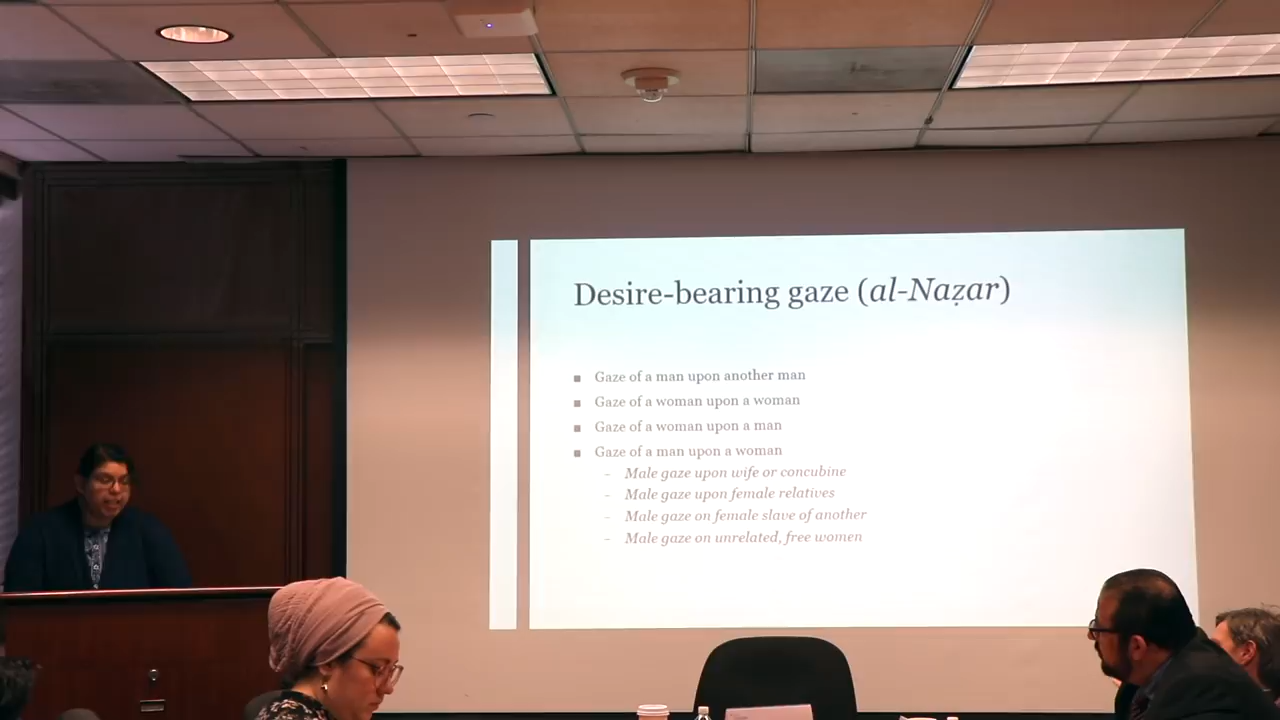 Desire-bearing gaze (al-Naẓar)
▪ Gaze of a man upon another man
▪ Gaze of a woman upon a woman
▪ Gaze of a woman upon a man
▪ Gaze of a man upon a woman
– Male gaze upon wife or concubine
– Male gaze upon female relatives
– Male gaze on female slave of another
– Male gaze on unrelated, free women